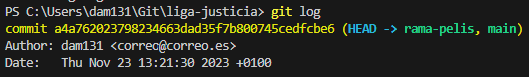 PS C:\Users\dam131\Git\liga-justicia> git log
commit a4a762023798234663dad35f7b800745cedfcbe6 (HEAD -> rama-pelis, main)
Author: dam131 <correo@correo.es>
Date:   Thu Nov 23 13:21:30 2023 +0100